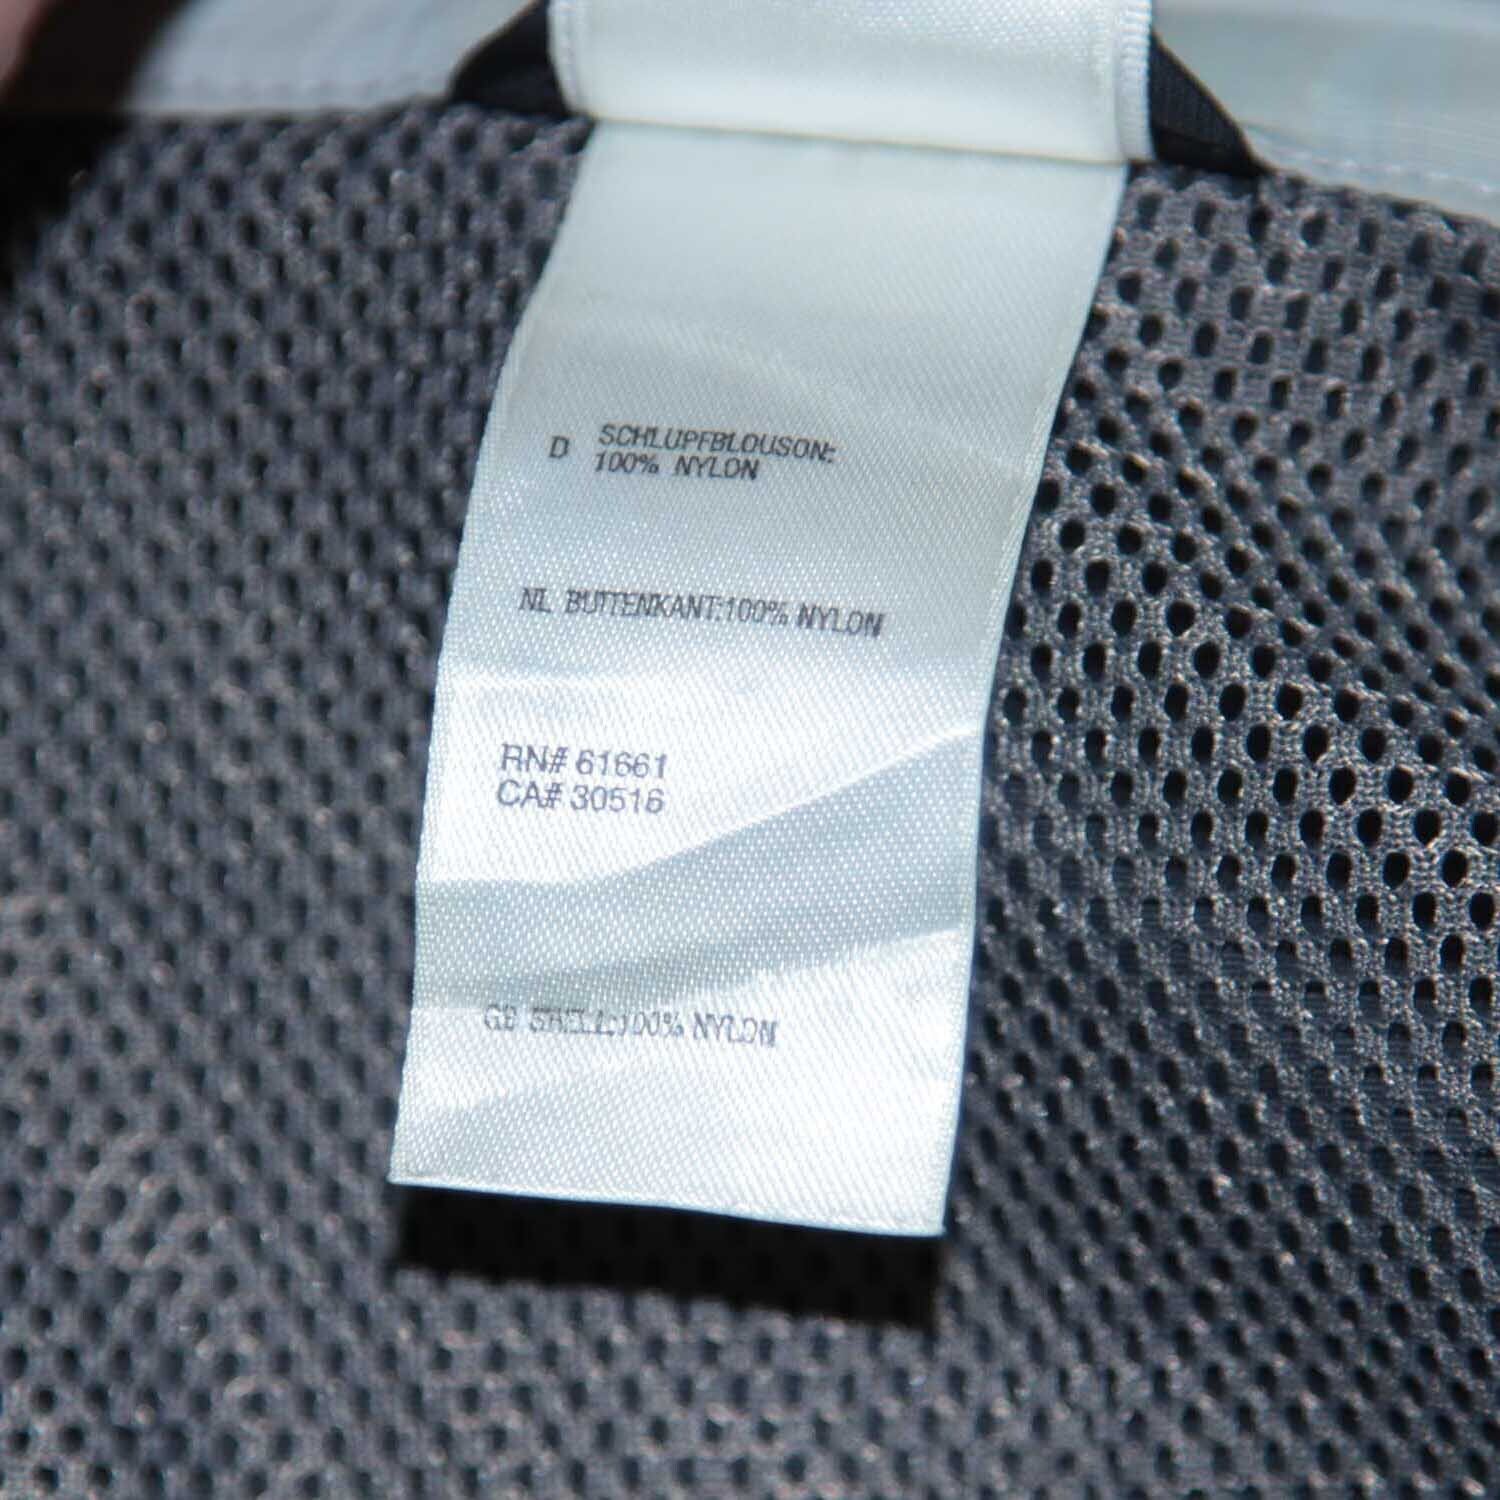 D SCHLUPFBLOUSON:
100% NYLON
NL BUITENKANT:100% NYLON
RN# 61661
CA# 30516
GB SHELL:100% NYLON